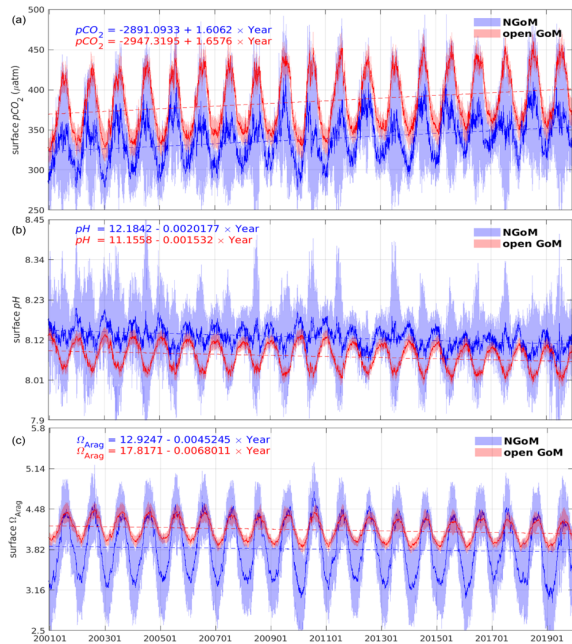 (a)
500
450
400
350
300
250
surface pCO2 (µatm)
pCO2 = -2891.0933 + 1.6062 × Year
pCO2 = -2947.3195 + 1.6576 × Year
NGoM
open GoM
(b)
8.45
8.34
8.23
8.12
8.01
7.9
surface pH
pH = 12.1842 - 0.0020177 × Year
pH = 11.1558 - 0.001532 × Year
NGoM
open GoM
(c)
5.8
5.14
4.48
3.82
3.16
2.5
surface ΩArag
ΩArag = 12.9247 - 0.0045245 × Year
ΩArag = 17.8171 - 0.0068011 × Year
NGoM
open GoM
200101 200301 200501 200701 200901 201101 201301 201501 201701 201901